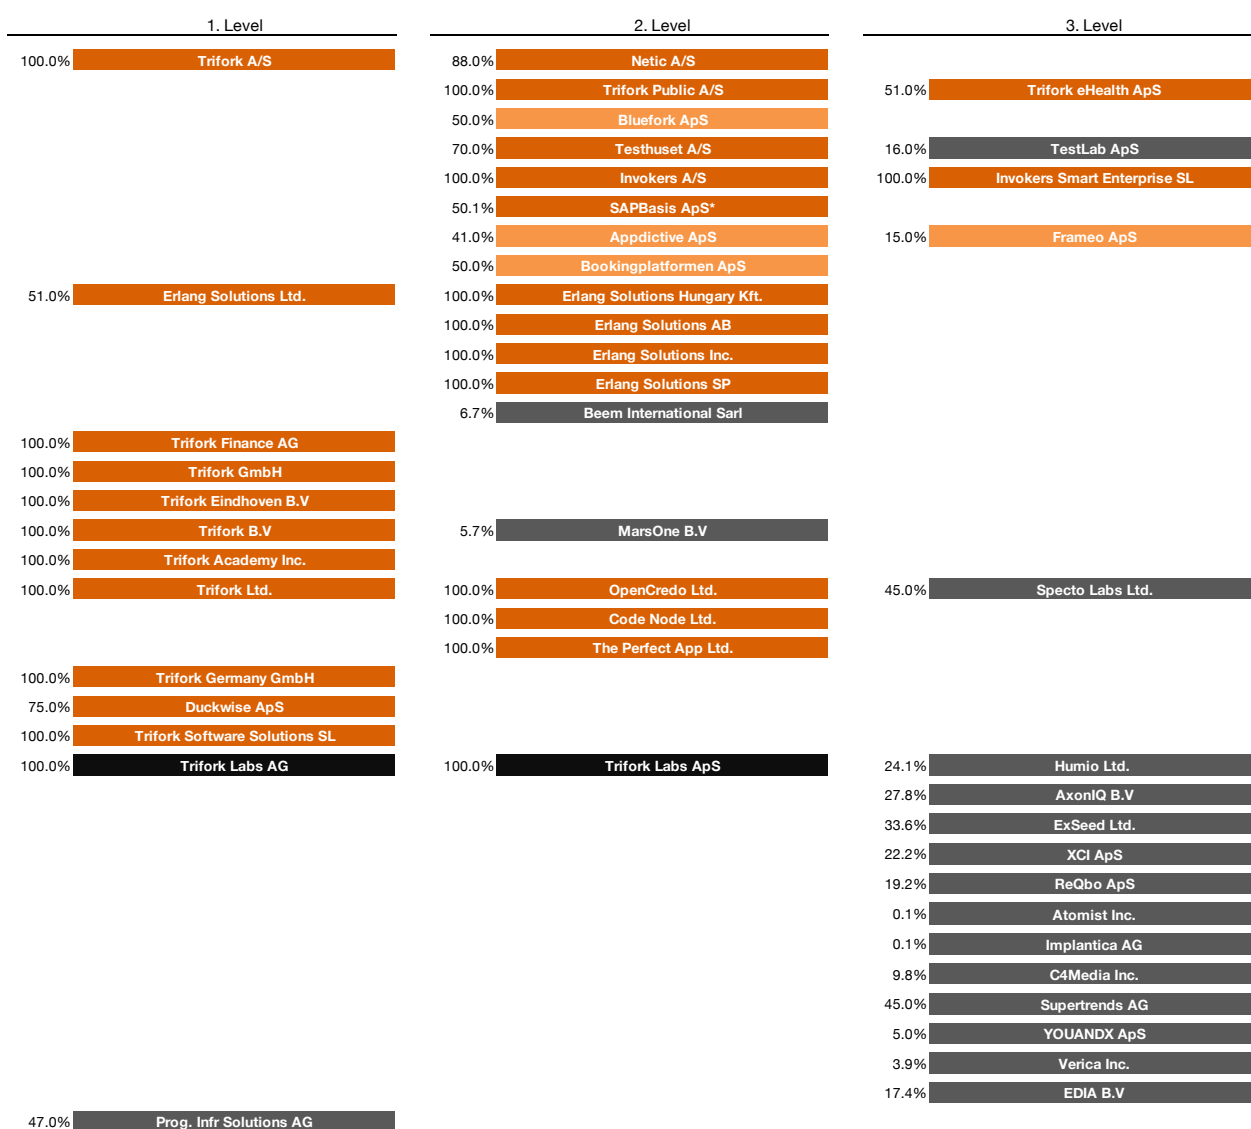 1. Level 2. Level 3. Level
100.0% Trifork A/S 88.0% Netic A/S
100.0% Trifork Public A/S 51.0% Trifork eHealth ApS
50.0% Bluefork ApS
70.0% Testhuset A/S 16.0% TestLab ApS
100.0% Invokers A/S 100.0% Invokers Smart Enterprise SL
50.1% SAPBasis ApS*
41.0% Appdictive ApS 15.0% Frameo ApS
50.0% Bookingplatformen ApS
51.0% Erlang Solutions Ltd. 100.0% Erlang Solutions Hungary Kft.
100.0% Erlang Solutions AB
100.0% Erlang Solutions Inc.
100.0% Erlang Solutions SP
6.7% Beem International Sarl
100.0% Trifork Finance AG
100.0% Trifork GmbH
100.0% Trifork Eindhoven B.V
100.0% Trifork B.V 5.7% MarsOne B.V
100.0% Trifork Academy Inc.
100.0% Trifork Ltd. 100.0% OpenCredo Ltd. 45.0% Specto Labs Ltd.
100.0% Code Node Ltd.
100.0% The Perfect App Ltd.
100.0% Trifork Germany GmbH
75.0% Duckwise ApS
100.0% Trifork Software Solutions SL
100.0% Trifork Labs AG 100.0% Trifork Labs ApS 24.1% Humio Ltd.
27.8% AxonIQ B.V
33.6% ExSeed Ltd.
22.2% XCI ApS
19.2% ReQbo ApS
0.1% Atomist Inc.
0.1% Implantica AG
9.8% C4Media Inc.
45.0% Supertrends AG
5.0% YOUANDX ApS
3.9% Verica Inc.
17.4% EDIA B.V
47.0% Prog. Infr Solutions AG